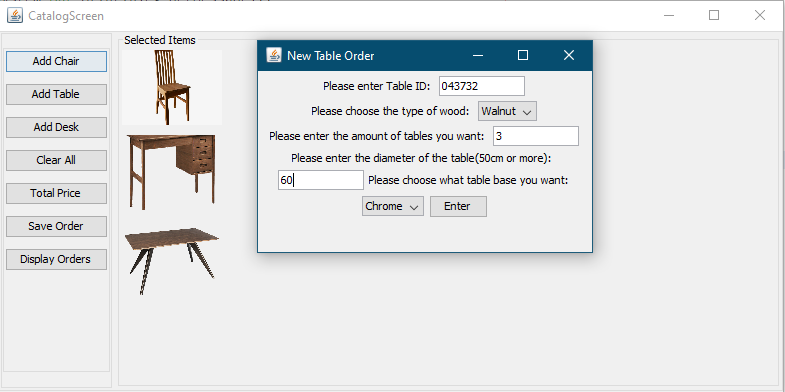 CatalogScreen
Add Chair
Add Table
Add Desk
Clear All
Total Price
Save Order
Display Orders
Selected Items
New Table Order
Please enter Table ID: 043732
Please choose the type of wood: Walnut
Please enter the amount of tables you want: 3
Please enter the diameter of the table(50cm or more):
60 Please choose what table base you want:
Chrome Enter